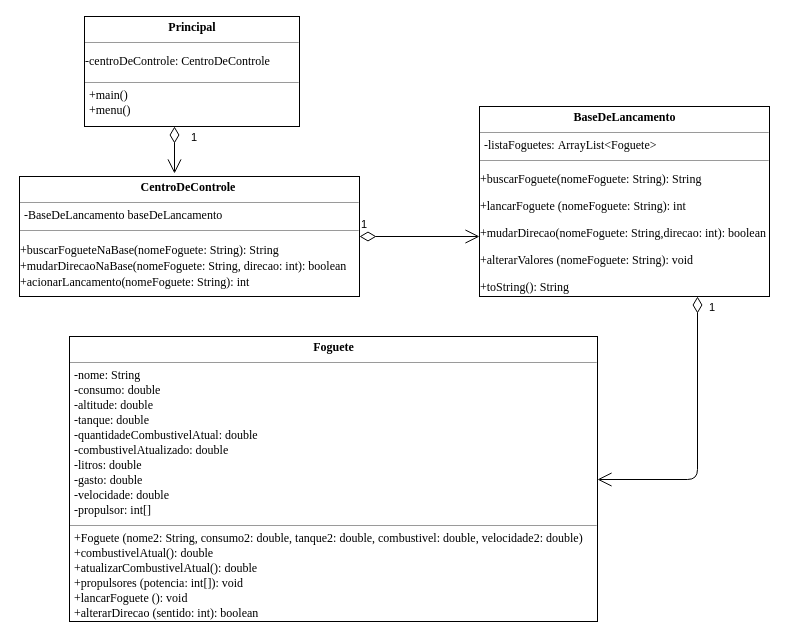 Principal
-centroDeControle: CentroDeControle
+main()
+menu()
1
CentroDeControle
-BaseDeLancamento baseDeLancamento
+buscarFogueteNaBase(nomeFoguete: String): String
+mudarDirecaoNaBase(nomeFoguete: String, direcao: int): boolean
+acionarLancamento(nomeFoguete: String): int
1
BaseDeLancamento
-listaFoguetes: ArrayList<Foguete>
+buscarFoguete(nomeFoguete: String): String
+lancarFoguete (nomeFoguete: String): int
+mudarDirecao(nomeFoguete: String,direcao: int): boolean
+alterarValores (nomeFoguete: String): void
+toString(): String
1
Foguete
-nome: String
-consumo: double
-altitude: double
-tanque: double
-quantidadeCombustivelAtual: double
-combustivelAtualizado: double
-litros: double
-gasto: double
-velocidade: double
-propulsor: int[]
+Foguete (nome2: String, consumo2: double, tanque2: double, combustivel: double, velocidade2: double)
+combustivelAtual(): double
+atualizarCombustivelAtual(): double
+propulsores (potencia: int[]): void
+lancarFoguete (): void
+alterarDirecao (sentido: int): boolean